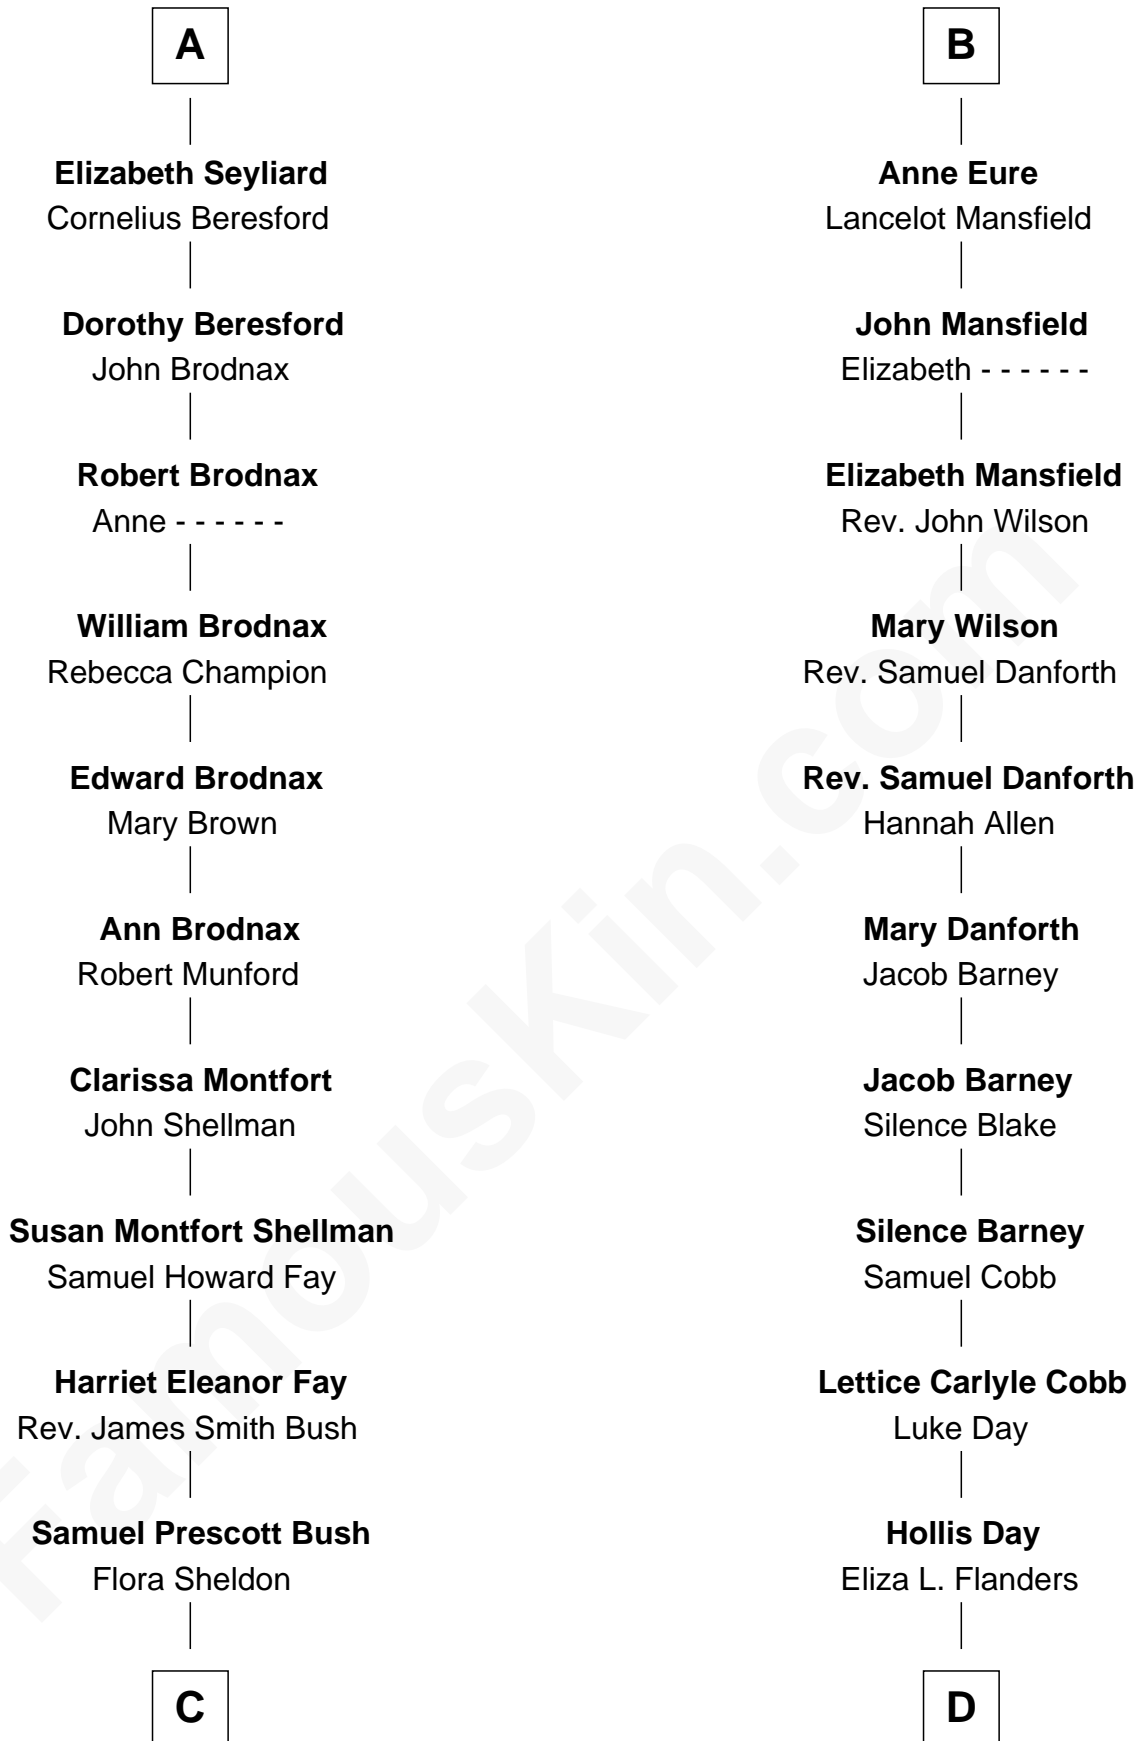 A
Elizabeth Seyliard
Cornelius Beresford
Dorothy Beresford
John Brodnax
Robert Brodnax
Anne - - - - - -
William Brodnax
Rebecca Champion
Edward Brodnax
Mary Brown
Ann Brodnax
Robert Munford
Clarissa Montfort
John Shellman
Susan Montfort Shellman
Samuel Howard Fay
Harriet Eleanor Fay
Rev. James Smith Bush
Samuel Prescott Bush
Flora Sheldon
C
B
Anne Eure
Lancelot Mansfield
John Mansfield
Elizabeth - - - - - -
Elizabeth Mansfield
Rev. John Wilson
Mary Wilson
Rev. Samuel Danforth
Rev. Samuel Danforth
Hannah Allen
Mary Danforth
Jacob Barney
Jacob Barney
Silence Blake
Silence Barney
Samuel Cobb
Lettice Carlyle Cobb
Luke Day
Hollis Day
Eliza L. Flanders
D
FamousKin.com